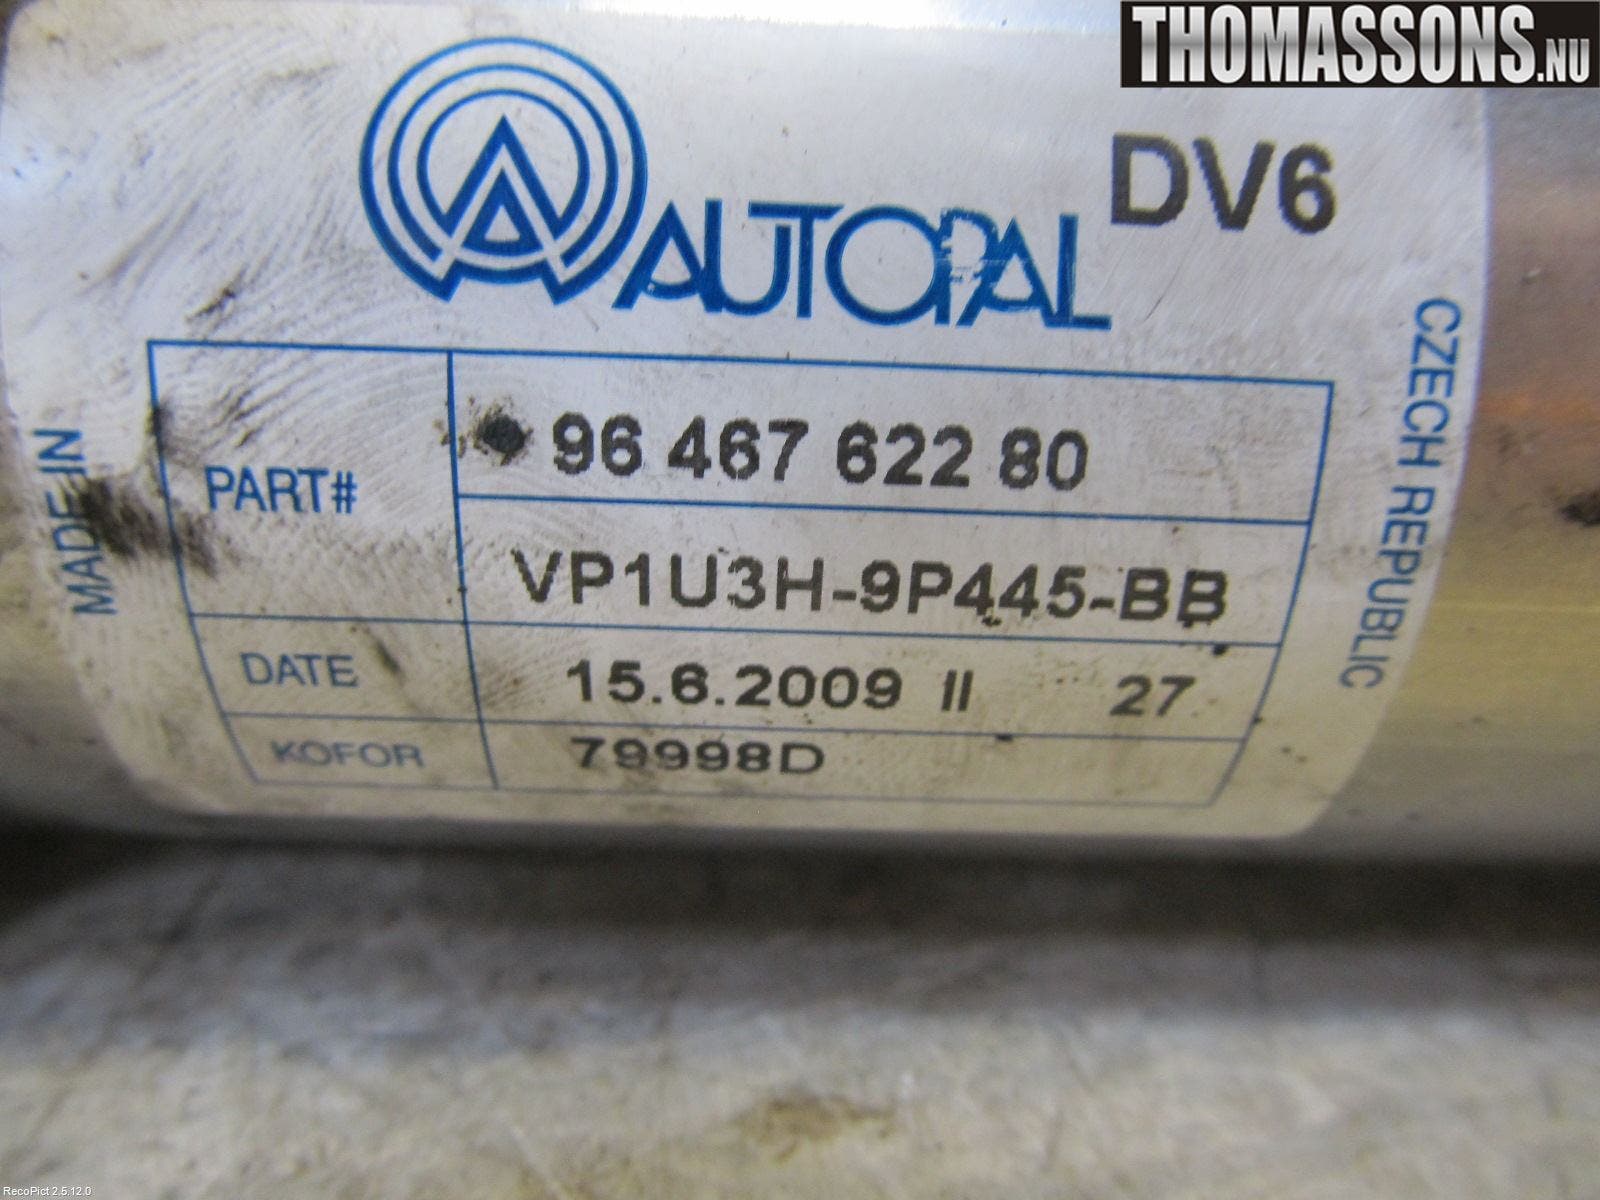 THOMASSONS.NU
AUTOPAL
DV6
MADE IN
PART#
96 467 622 80
VP1U3H-9P445-BB
DATE
15.6.2009 II 27
KOFOR
79998D
CZECH REPUBLIC
RecoPict 2.5.12.0